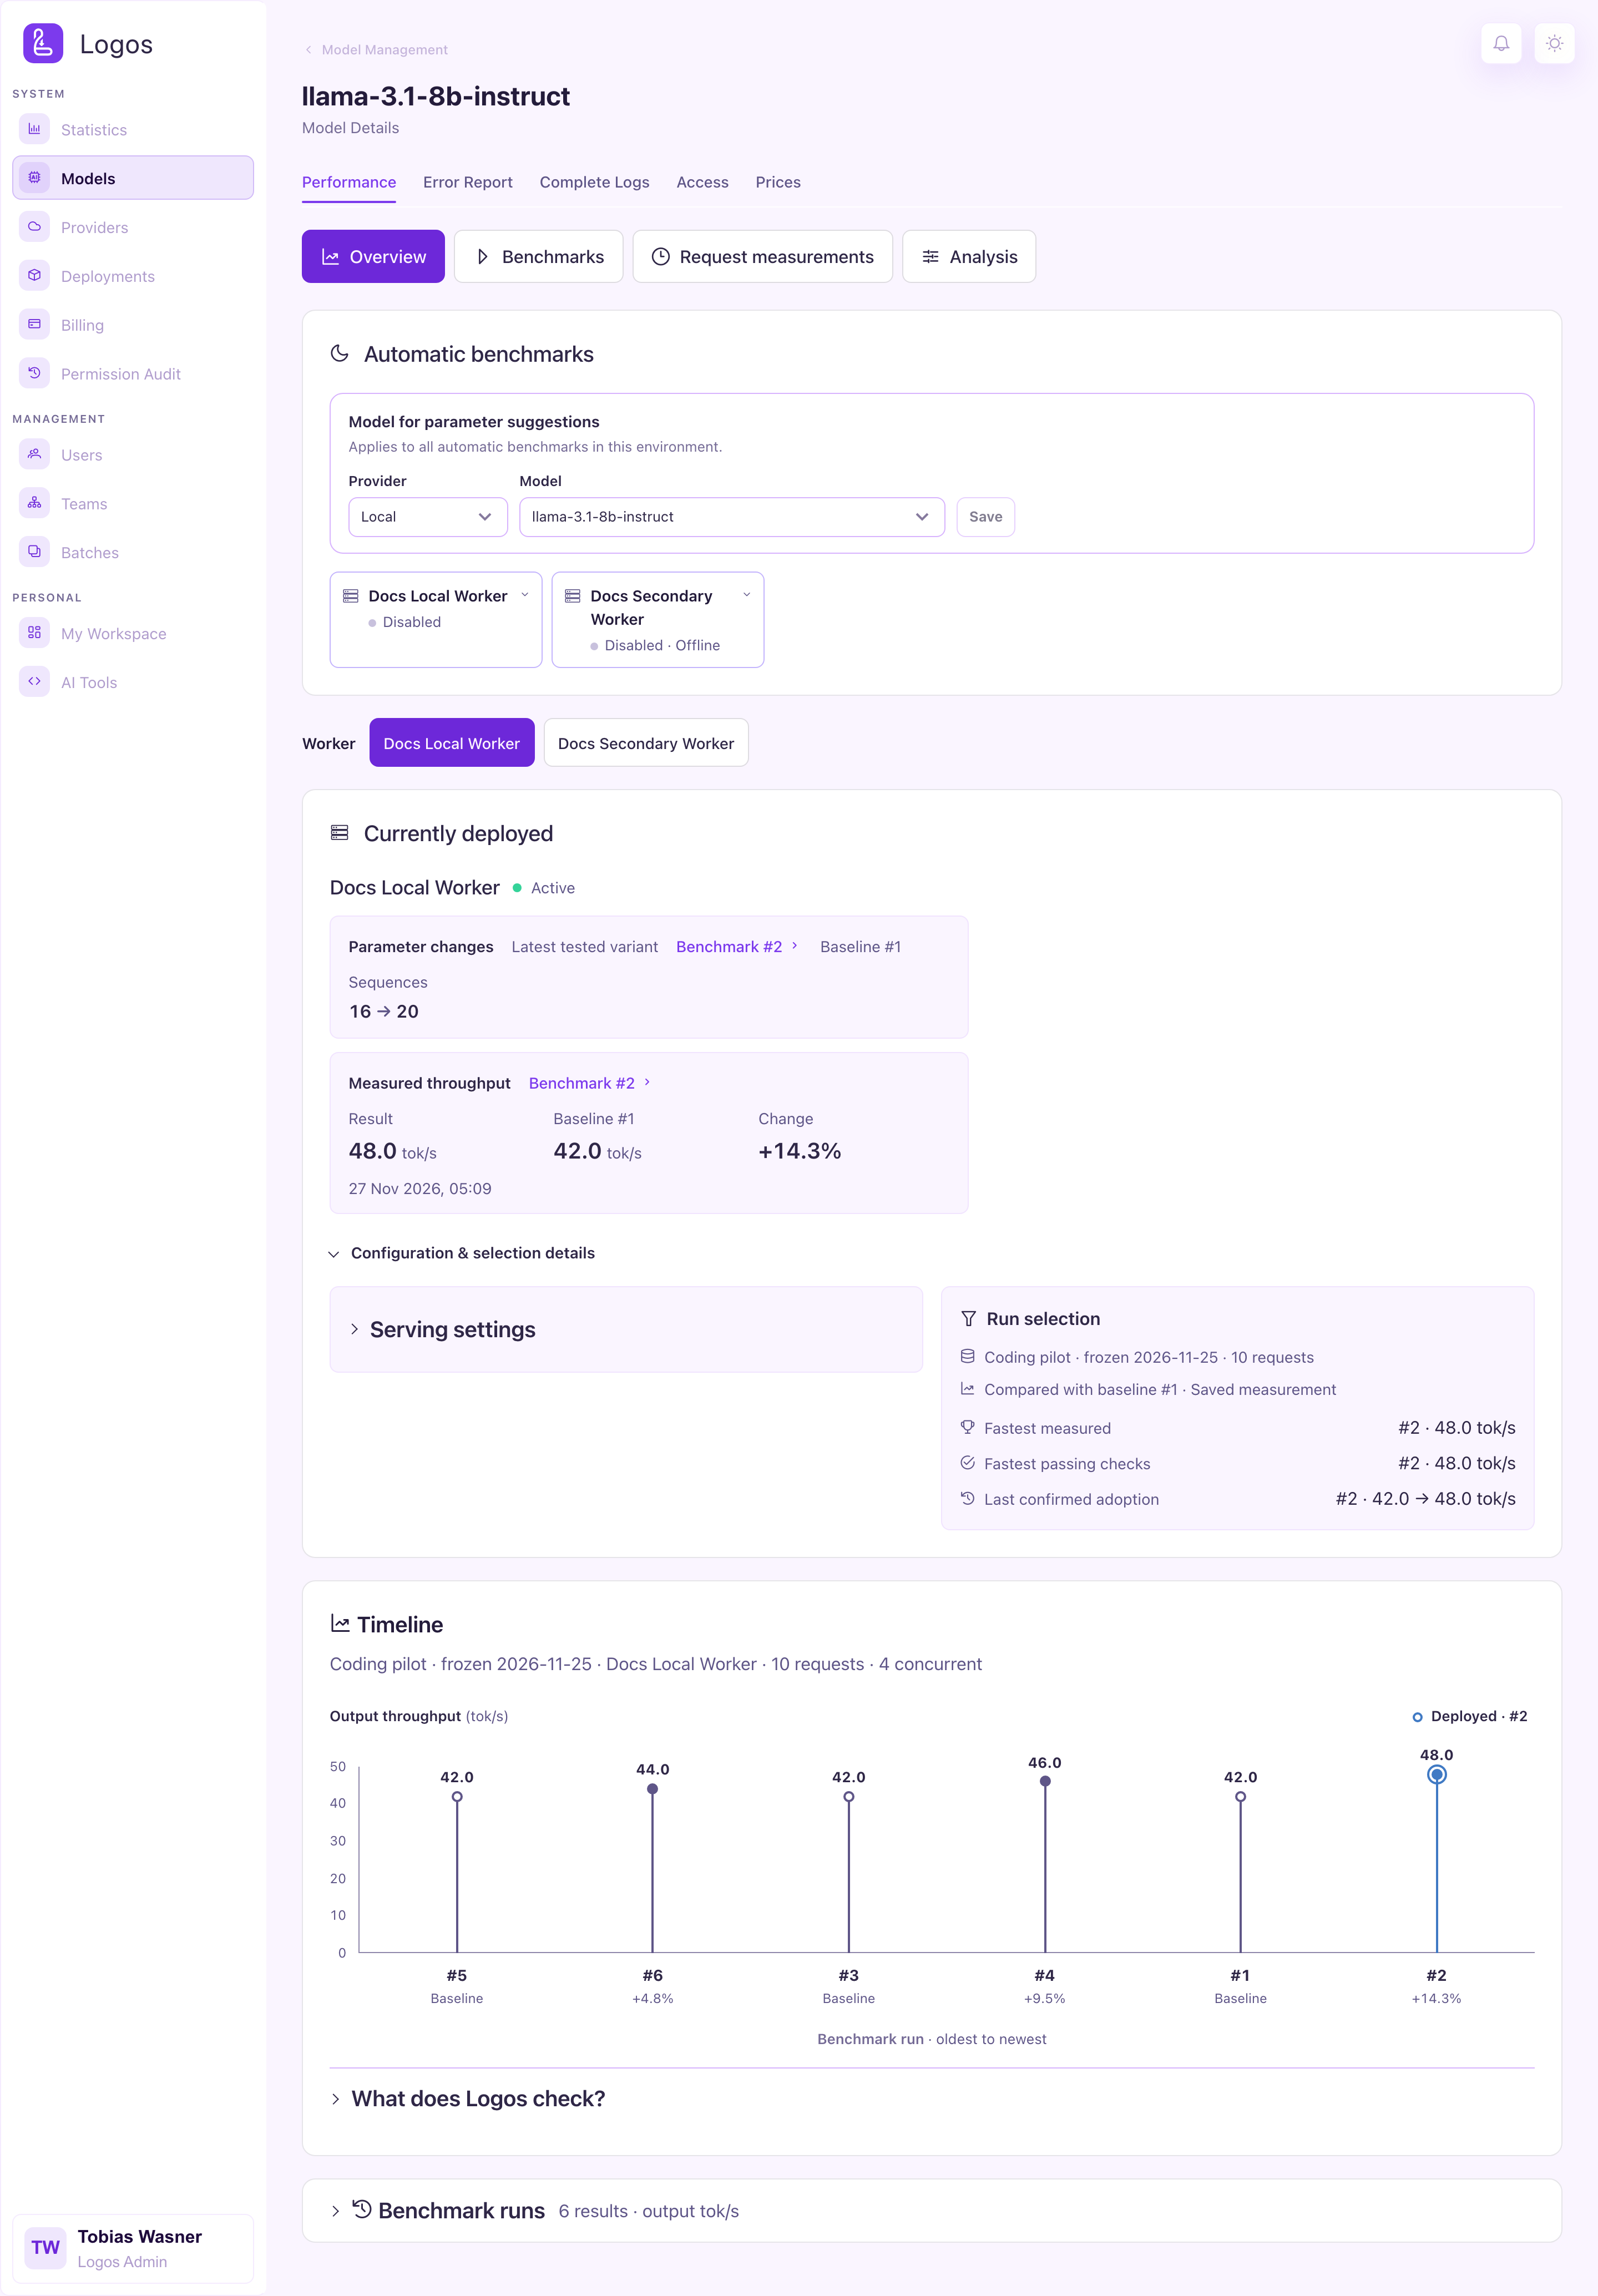 Logos
SYSTEM
Statistics
Models
Providers
Deployments
Billing
Permission Audit
MANAGEMENT
Users
Teams
Batches
PERSONAL
My Workspace
AI Tools
TW
Tobias Wasner
Logos Admin
Model Management
llama-3.1-8b-instruct
Model Details
Performance Error Report Complete Logs Access Prices
Overview Benchmarks Request measurements Analysis
Automatic benchmarks
Model for parameter suggestions
Applies to all automatic benchmarks in this environment.
Provider Model
Local llama-3.1-8b-instruct Save
Docs Local Worker
Disabled
Docs Secondary
Worker
Disabled · Offline
Worker Docs Local Worker Docs Secondary Worker
Currently deployed
Docs Local Worker Active
Parameter changes Latest tested variant Benchmark #2 Baseline #1
Sequences
16 → 20
Measured throughput Benchmark #2
Result Baseline #1 Change
48.0 tok/s 42.0 tok/s +14.3%
27 Nov 2026, 05:09
Configuration & selection details
Serving settings
Run selection
Coding pilot · frozen 2026-11-25 · 10 requests
Compared with baseline #1 · Saved measurement
Fastest measured #2 · 48.0 tok/s
Fastest passing checks #2 · 48.0 tok/s
Last confirmed adoption #2 · 42.0 → 48.0 tok/s
Timeline
Coding pilot · frozen 2026-11-25 · Docs Local Worker · 10 requests · 4 concurrent
Output throughput (tok/s) Deployed · #2
50
40
30
20
10
0
42.0 44.0 42.0 46.0 42.0 48.0
#5 #6 #3 #4 #1 #2
Baseline +4.8% Baseline +9.5% Baseline +14.3%
Benchmark run · oldest to newest
What does Logos check?
Benchmark runs 6 results · output tok/s